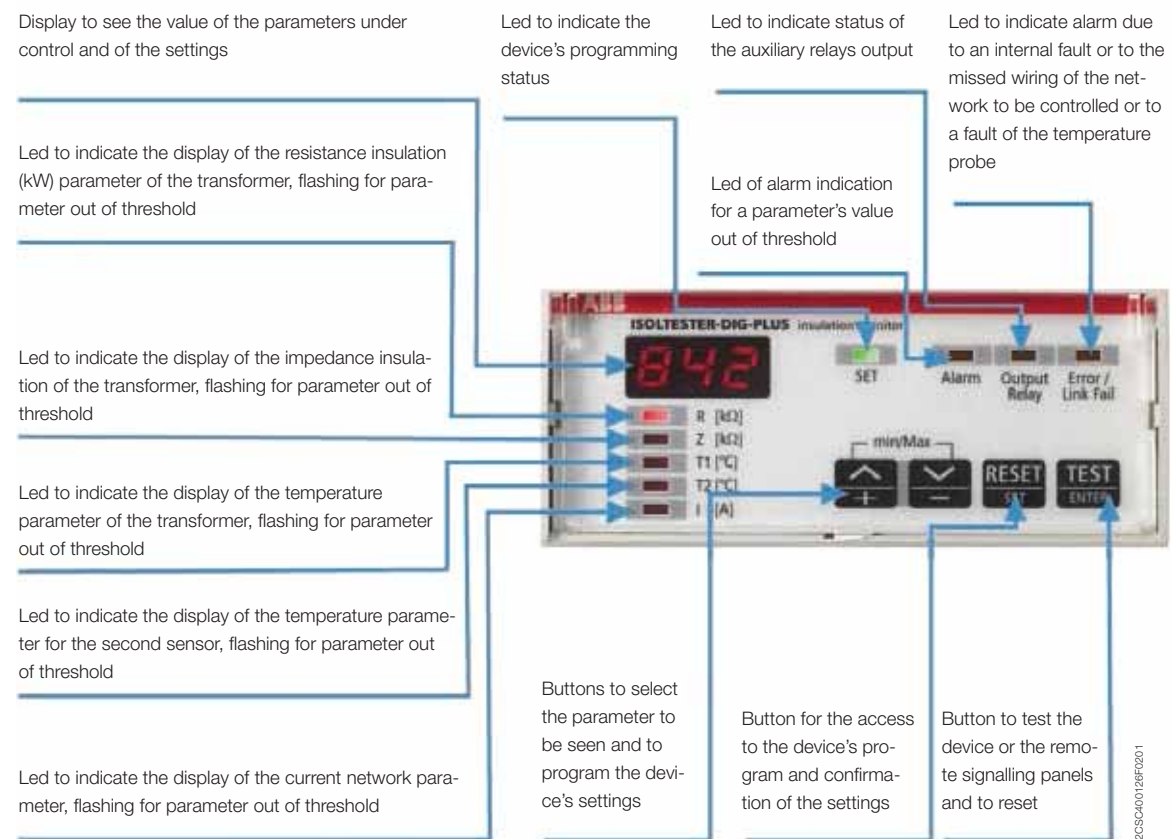 Display to see the value of the parameters under
control and of the settings
Led to indicate the
device's programming
status
Led to indicate status of
the auxiliary relays output
Led to indicate alarm due
to an internal fault or to the
missed wiring of the net-
work to be controlled or to
a fault of the temperature
probe
Led to indicate the display of the resistance insulation
(kW) parameter of the transformer, flashing for para-
meter out of threshold
Led of alarm indication
for a parameter's value
out of threshold
Led to indicate the display of the impedance insula-
tion of the transformer, flashing for parameter out of
threshold
Led to indicate the display of the temperature
parameter of the transformer, flashing for parameter
out of threshold
Led to indicate the display of the temperature parame-
ter for the second sensor, flashing for parameter out
of threshold
Led to indicate the display of the current network para-
meter, flashing for parameter out of threshold
ABB
ISOLTESTER-DIG-PLUS insulation monitor
842
SET
Alarm
Output
Relay
Error /
Link Fail
R [kΩ]
Z [kΩ]
T1 [°C]
T2 [°C]
I [A]
min/Max
+
−
RESET
SET
TEST
ENTER
Buttons to select
the parameter to
be seen and to
program the devi-
ce's settings
Button for the access
to the device's pro-
gram and confirma-
tion of the settings
Button to test the
device or the remo-
te signalling panels
and to reset
2CSC400126F0201